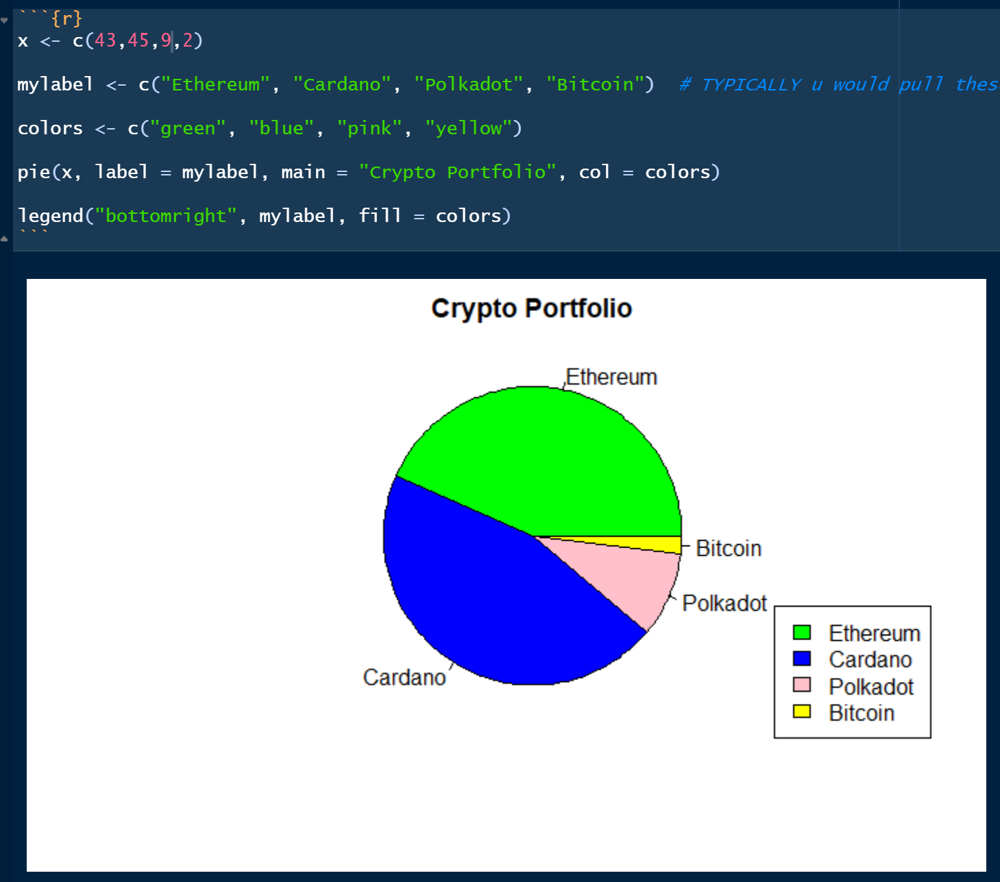 ```{r}
x <- c(43,45,9,2)
mylabel <- c("Ethereum", "Cardano", "Polkadot", "Bitcoin")  # TYPICALLY u would pull thes
colors <- c("green", "blue", "pink", "yellow")
pie(x, label = mylabel, main = "Crypto Portfolio", col = colors)
legend("bottomright", mylabel, fill = colors)
```
Crypto Portfolio
Ethereum
Bitcoin
Polkadot
Cardano
Ethereum
Cardano
Polkadot
Bitcoin